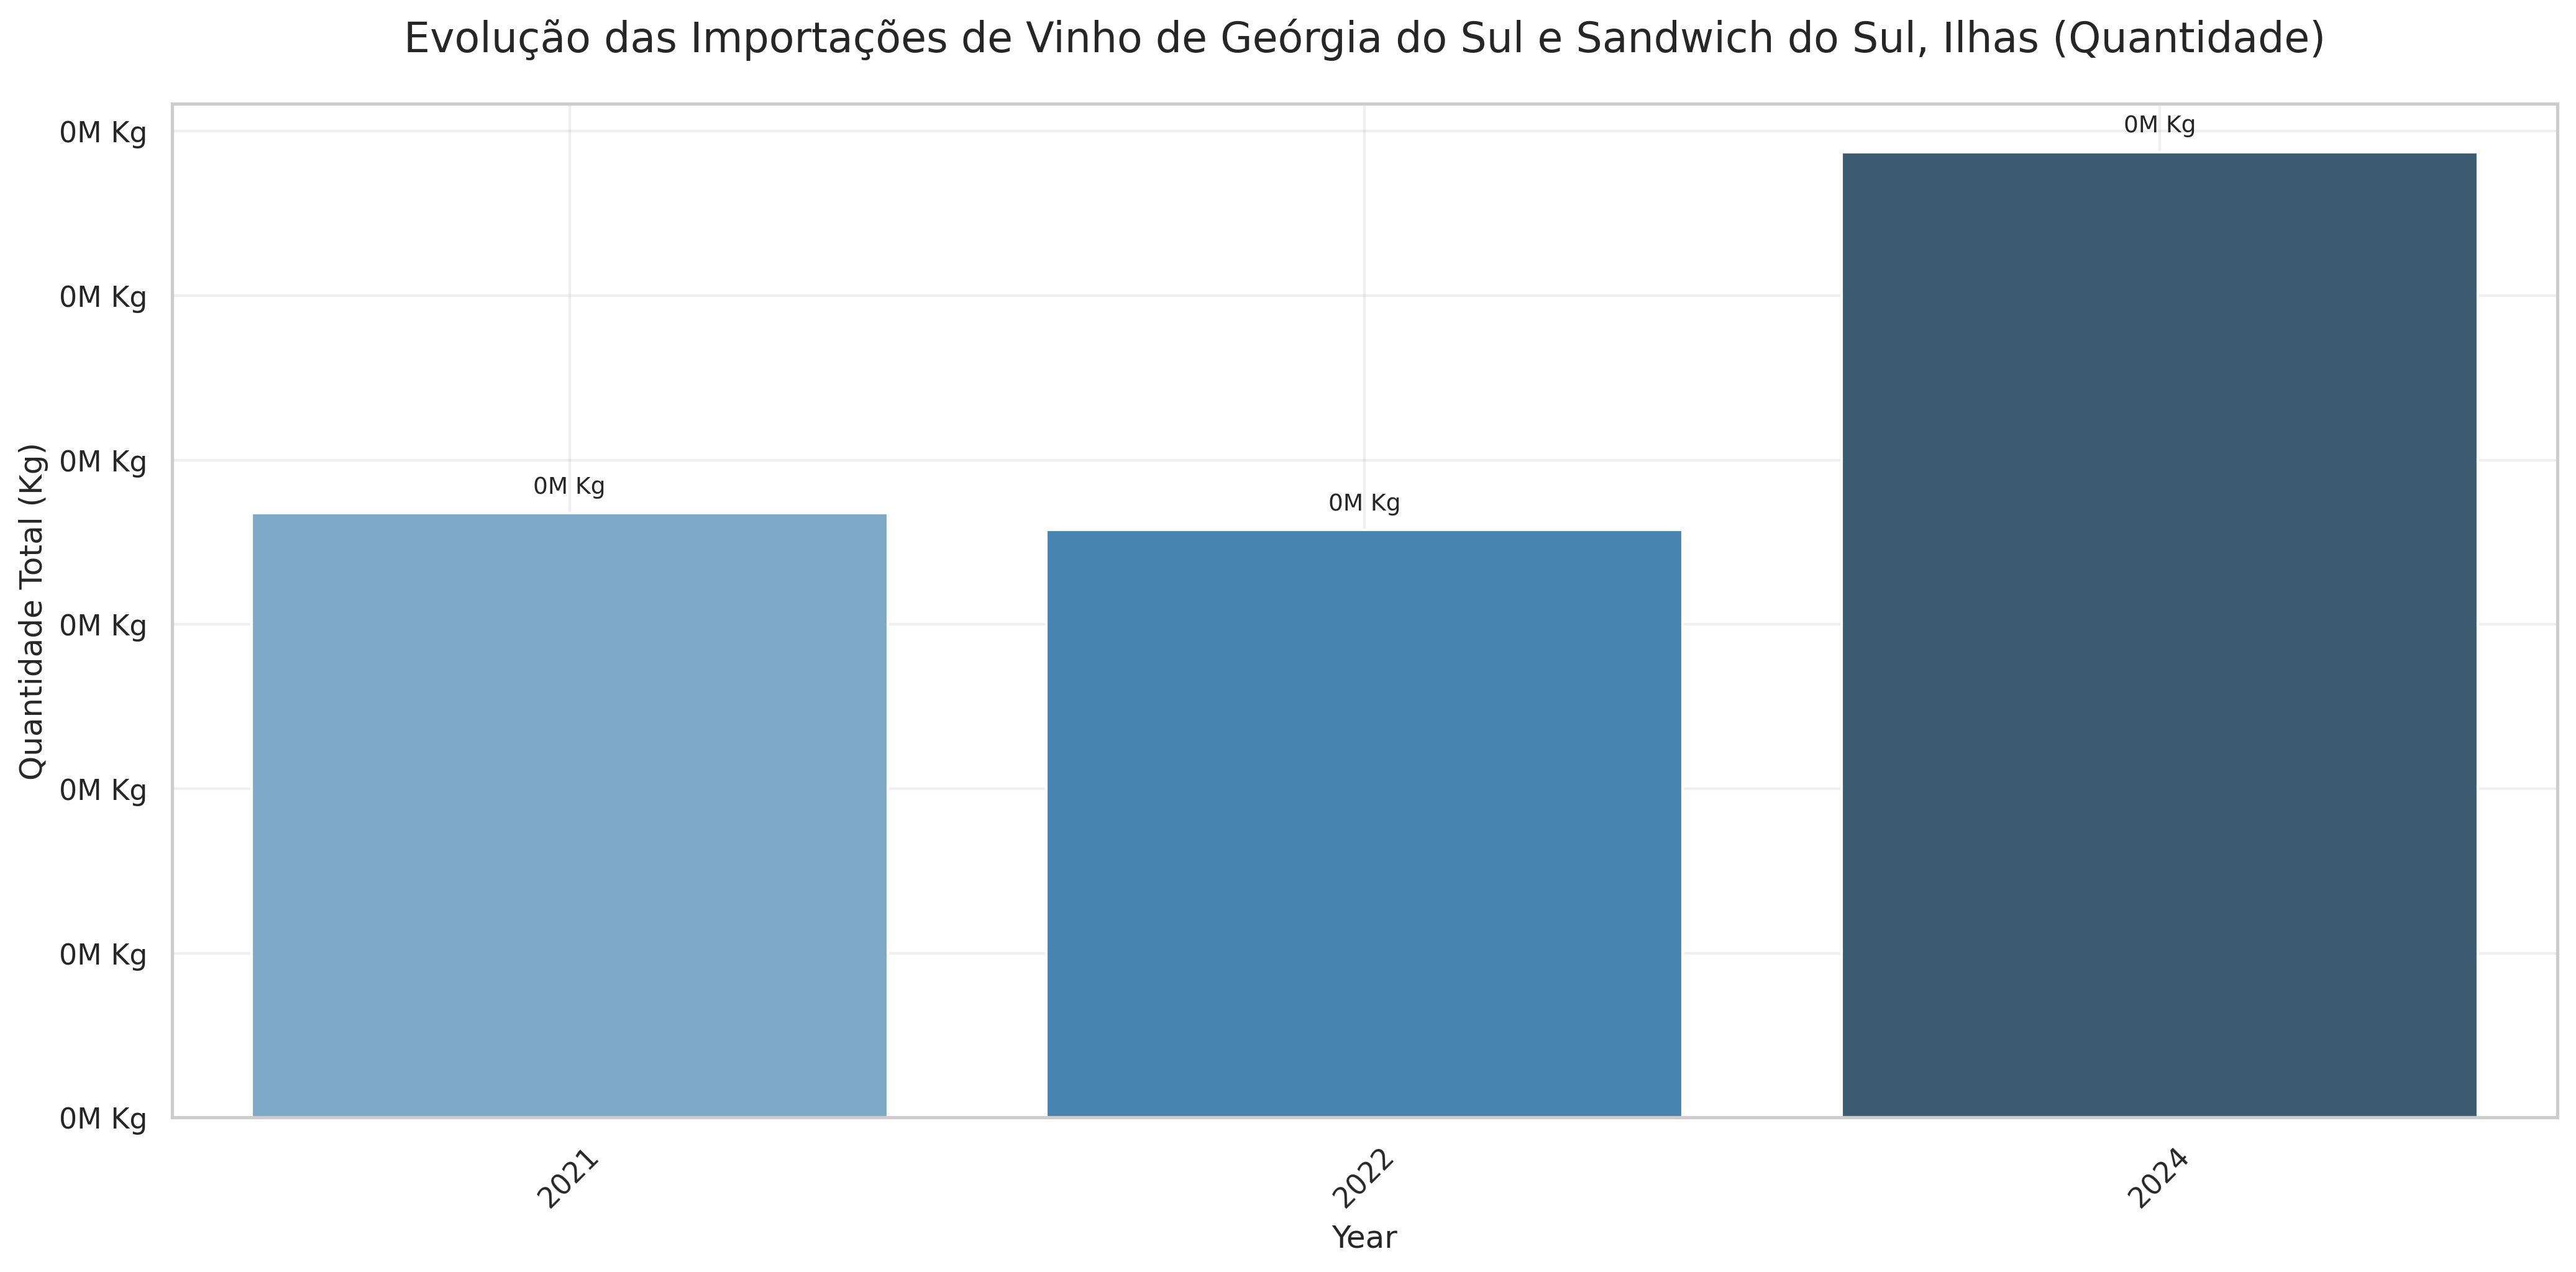 Evolução das Importações de Vinho de Geórgia do Sul e Sandwich do Sul, Ilhas (Quantidade)
Quantidade Total (Kg)
0M Kg
0M Kg
0M Kg
0M Kg
0M Kg
0M Kg
0M Kg
0M Kg
0M Kg
0M Kg
2021
2022
2024
Year